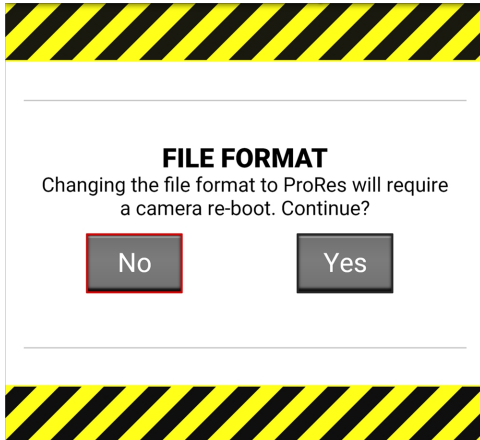 FILE FORMAT
Changing the file format to ProRes will require
a camera re-boot. Continue?
No
Yes